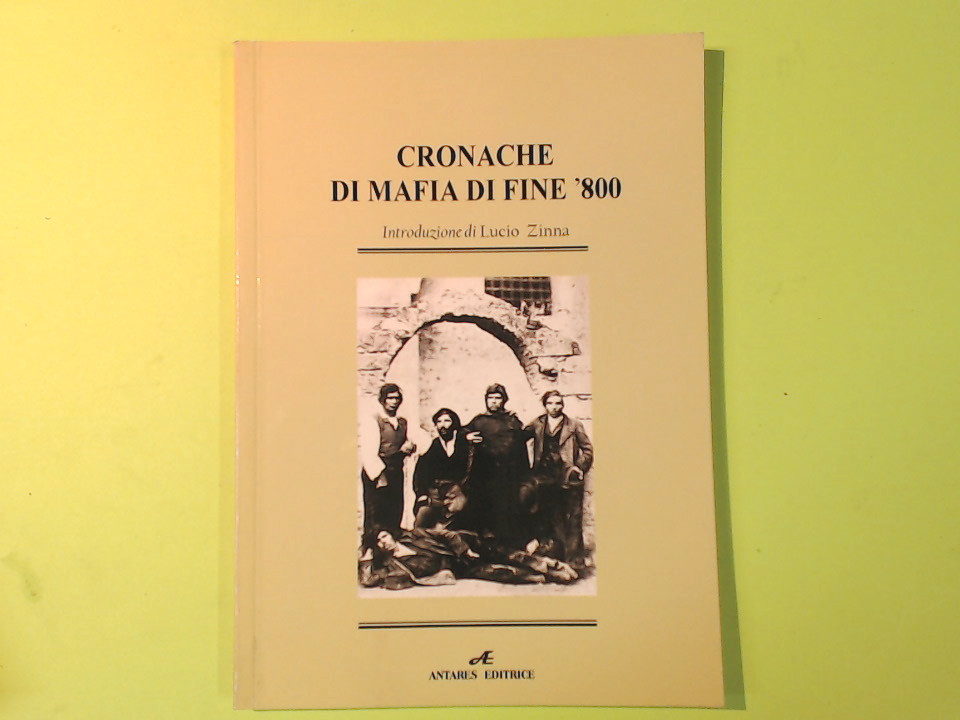 CRONACHE
DI MAFIA DI FINE '800
Introduzione di Lucio Zinna
Æ
ANTARES EDITRICE